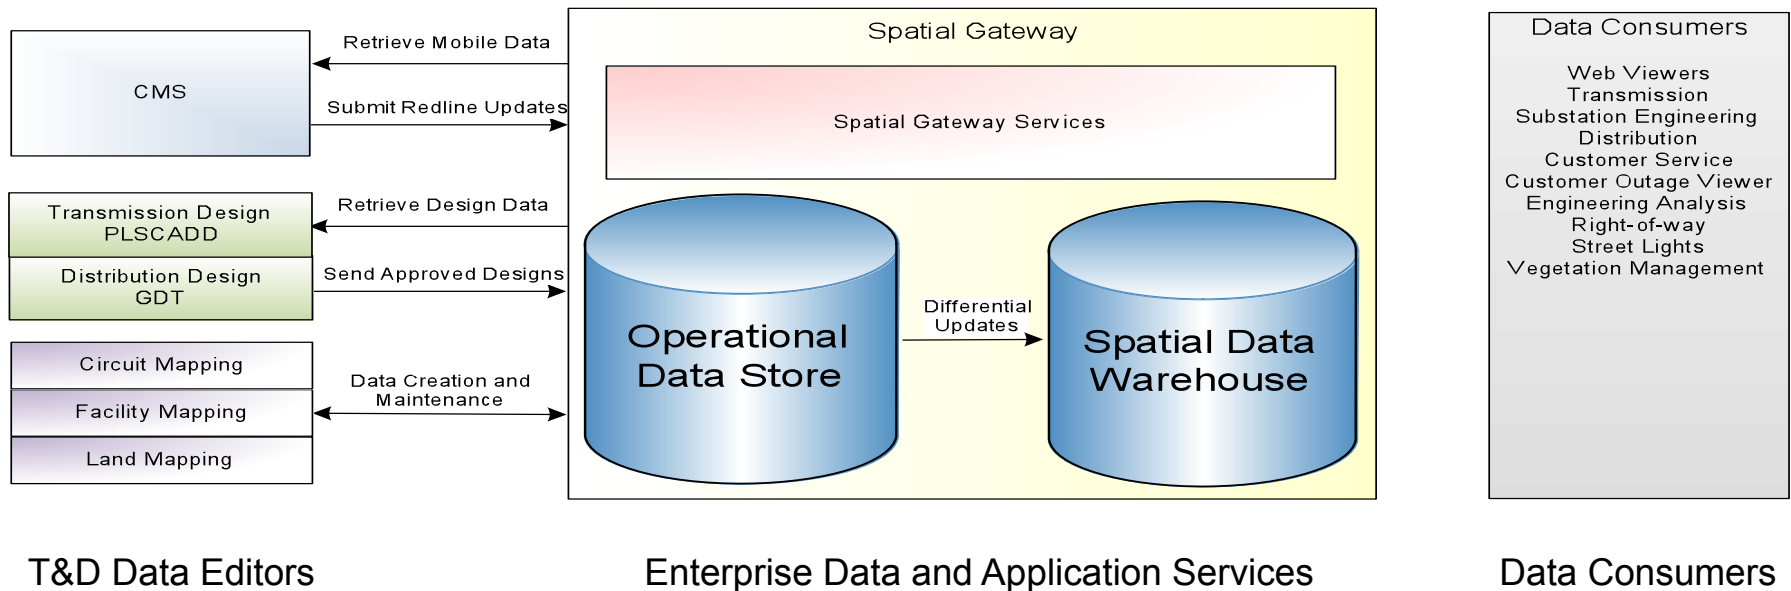 CMS
Retrieve Mobile Data
Submit Redline Updates
Transmission Design
PLSCADD
Distribution Design
GDT
Retrieve Design Data
Send Approved Designs
Circuit Mapping
Facility Mapping
Land Mapping
Data Creation and
Maintenance
T&D Data Editors
Spatial Gateway
Spatial Gateway Services
Operational
Data Store
Differential
Updates
Spatial Data
Warehouse
Enterprise Data and Application Services
Data Consumers
Web Viewers
Transmission
Substation Engineering
Distribution
Customer Service
Customer Outage Viewer
Engineering Analysis
Right-of-way
Street Lights
Vegetation Management
Data Consumers